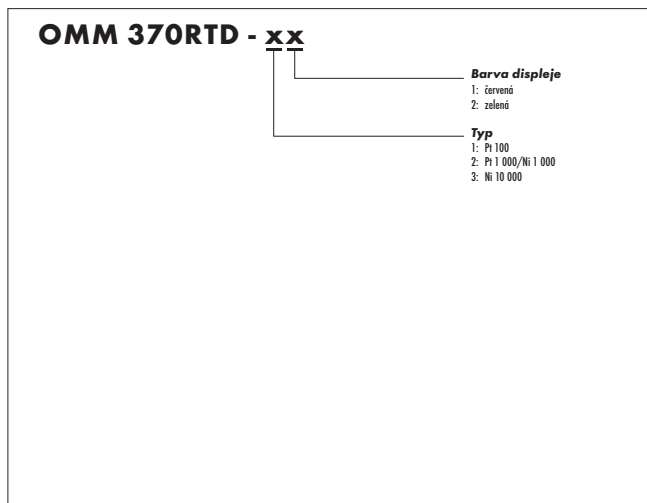 OMM 370RTD - xx
Barva displeje
1: červená
2: zelená
Typ
1: Pt 100
2: Pt 1 000/Ni 1 000
3: Ni 10 000